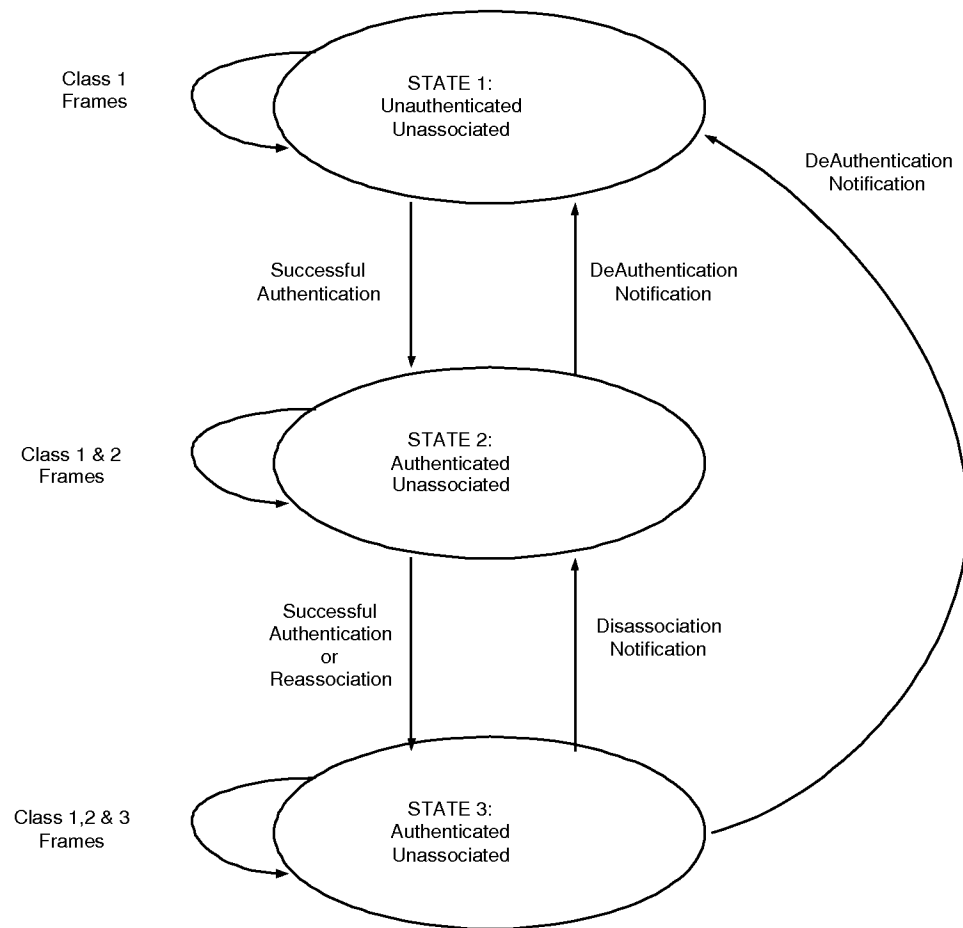 Class 1
Frames
STATE 1:
Unauthenticated
Unassociated
DeAuthentication
Notification
Successful
Authentication
DeAuthentication
Notification
Class 1 & 2
Frames
STATE 2:
Authenticated
Unassociated
Successful
Authentication
or
Reassociation
Disassociation
Notification
Class 1,2 & 3
Frames
STATE 3:
Authenticated
Unassociated